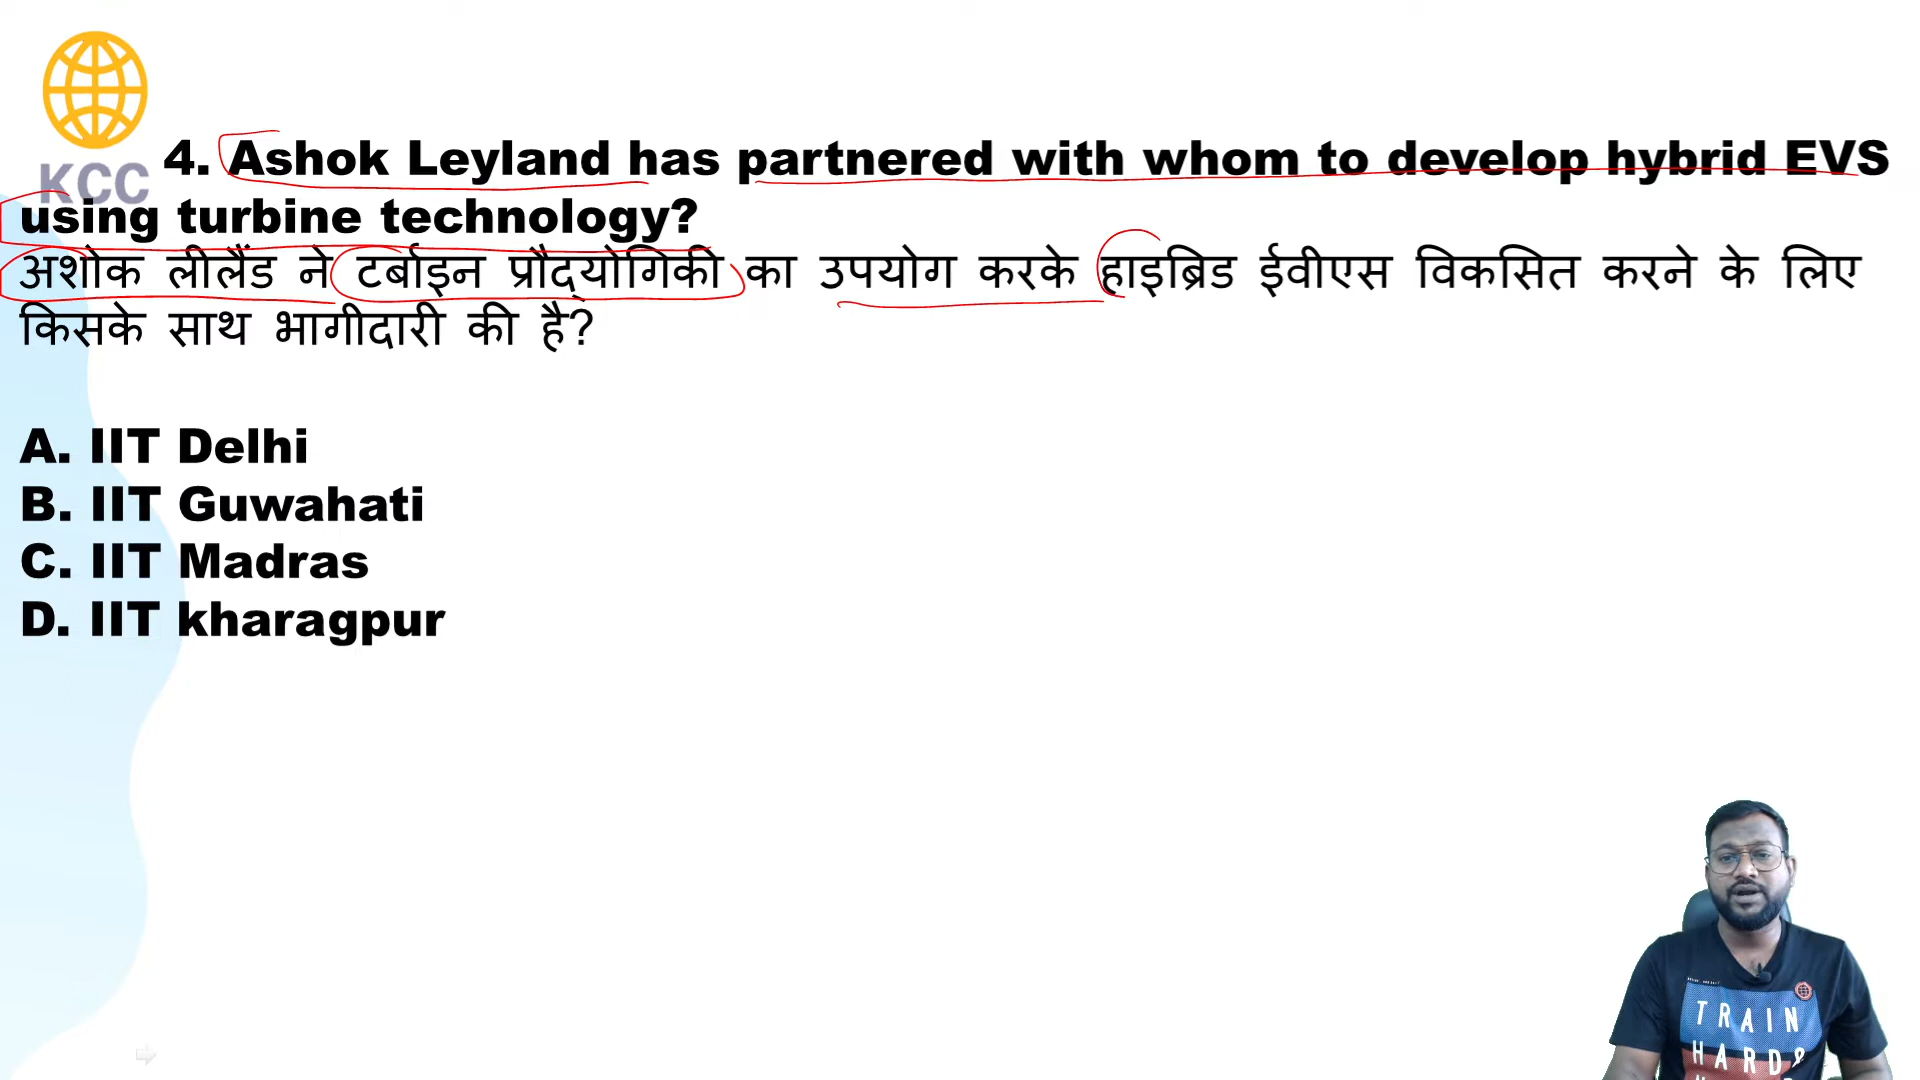 KCC
4. Ashok Leyland has partnered with whom to develop hybrid EVS
using turbine technology?
अशोक लीलैंड ने टर्बाइन प्रौद्योगिकी का उपयोग करके हाइब्रिड ईवीएस विकसित करने के लिए
किसके साथ भागीदारी की है?
A. IIT Delhi
B. IIT Guwahati
C. IIT Madras
D. IIT kharagpur
TRAIN
HARD